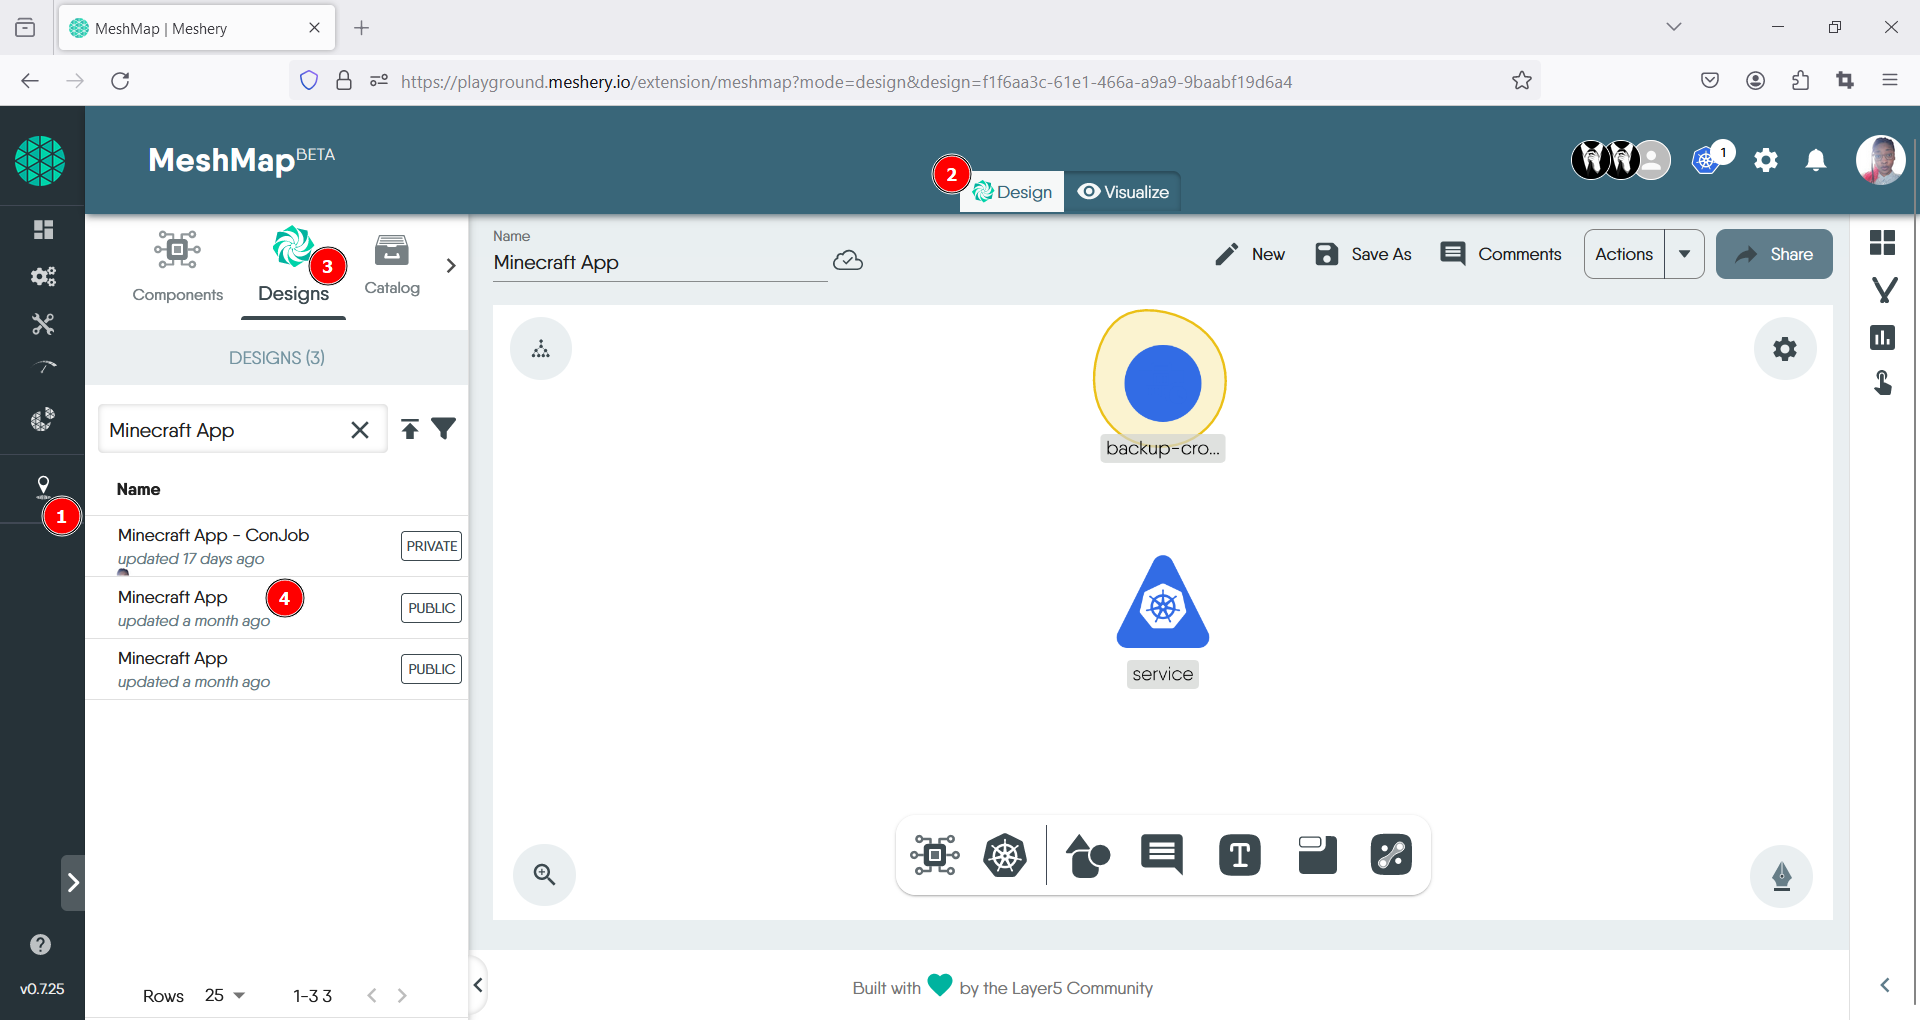 MeshMap | Meshery
https://playground.meshery.io/extension/meshmap?mode=design&design=f1f6aa3c-61e1-466a-a9a9-9baabf19d6a4
MeshMap BETA
2
Design
Visualize
1
Components
Designs
3
Catalog
Name
Minecraft App
New
Save As
Comments
Actions
Share
DESIGNS (3)
Minecraft App
Name
1
Minecraft App - ConJob
updated 17 days ago
PRIVATE
Minecraft App
updated a month ago
4
PUBLIC
Minecraft App
updated a month ago
PUBLIC
backup-cro...
service
T
?
v0.7.25
Rows 25 1-3 3
Built with by the Layer5 Community